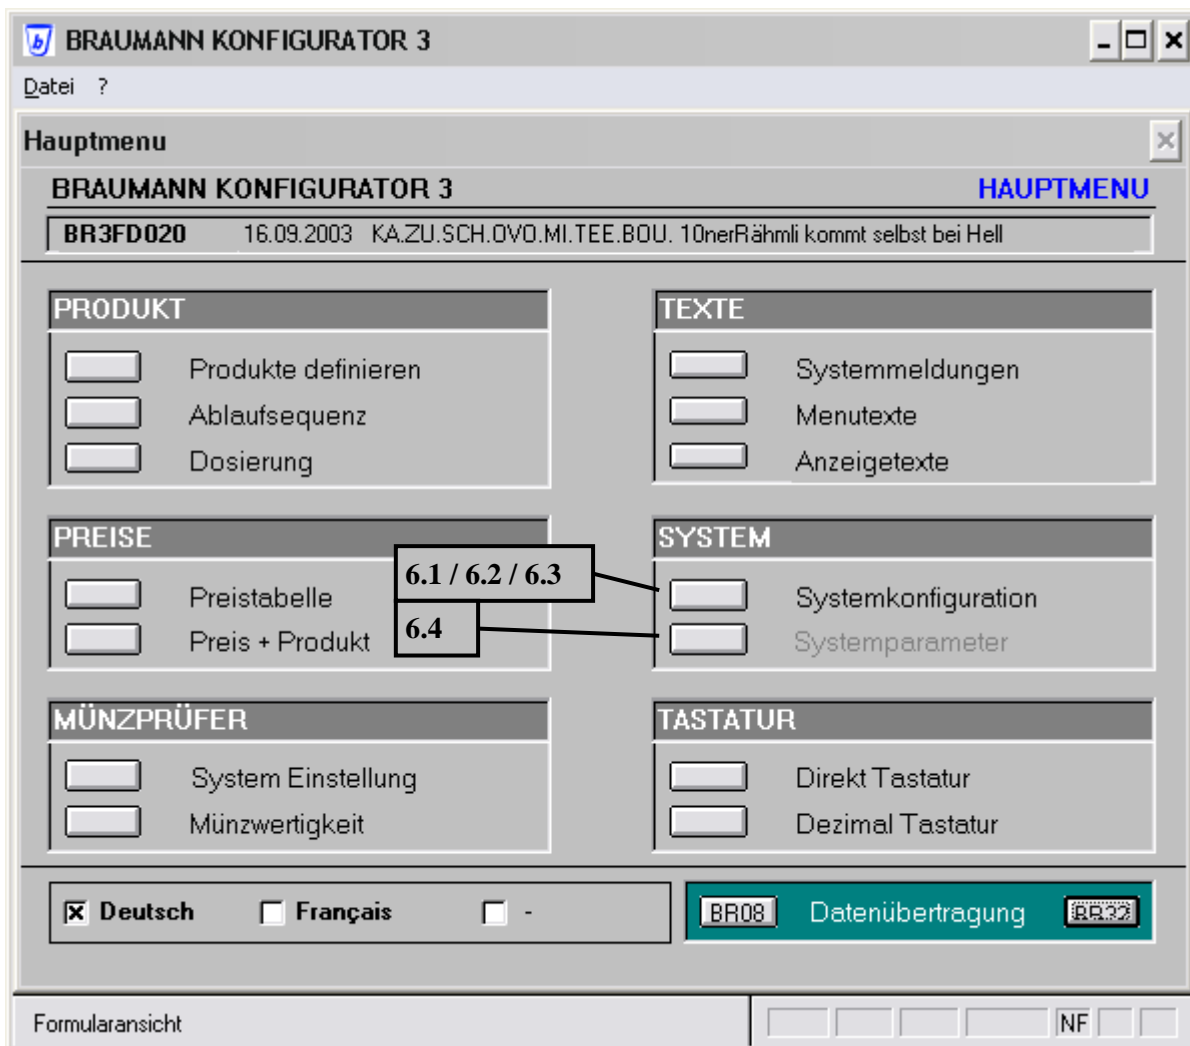 BRAUMANN KONFIGURATOR 3
Datei ?
Hauptmenu
BRAUMANN KONFIGURATOR 3 HAUPTMENU
BR3FD020 16.09.2003 KA.ZU.SCH.OVO.MI.TEE.BOU. 10nerRähmli kommt selbst bei Hell
PRODUKT
Produkte definieren
Ablaufsequenz
Dosierung
TEXTE
Systemmeldungen
Menutexte
Anzeigetexte
PREISE
Preistabelle
Preis + Produkt
6.1 / 6.2 / 6.3
6.4
SYSTEM
Systemkonfiguration
Systemparameter
MÜNZPRÜFER
System Einstellung
Münzwertigkeit
TASTATUR
Direkt Tastatur
Dezimal Tastatur
Deutsch Français -
BR08 Datenübertragung BR32
Formularansicht NF